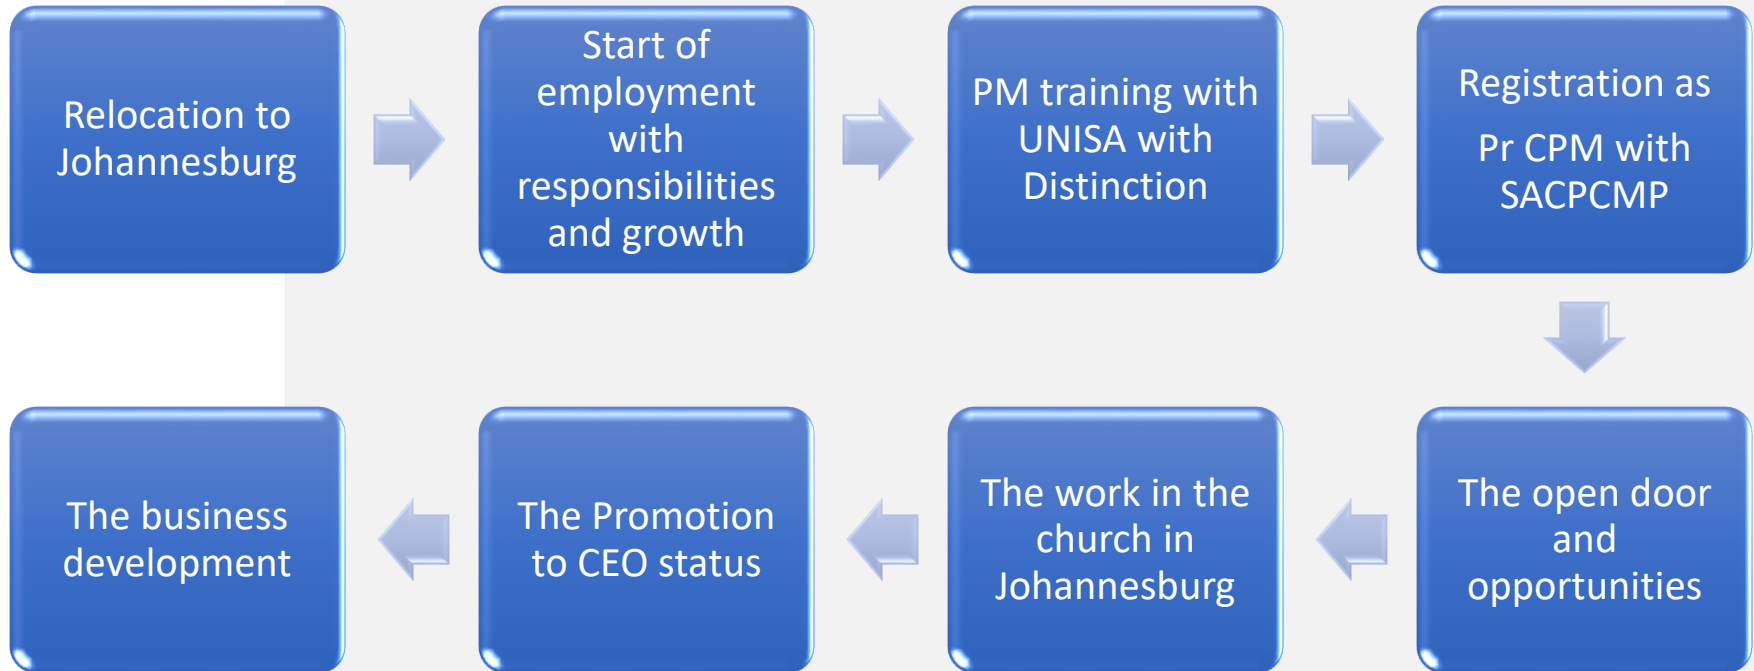 Relocation to
Johannesburg
Start of
employment
with
responsibilities
and growth
PM training with
UNISA with
Distinction
Registration as
Pr CPM with
SACPCMP
The open door
and
opportunities
The work in the
church in
Johannesburg
The Promotion
to CEO status
The business
development